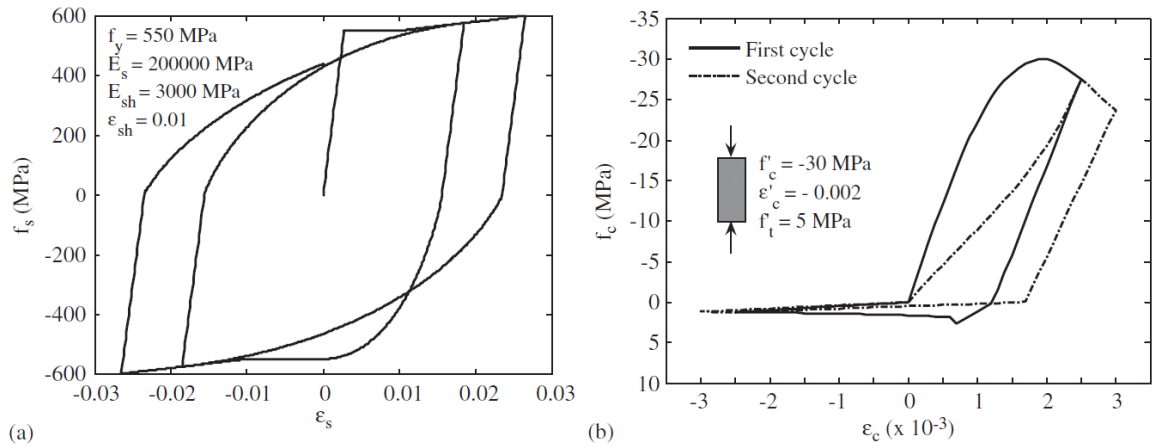 600
400
200
0
-200
-400
-600
f_s (MPa)
f_y = 550 MPa
E_s = 200000 MPa
E_sh = 3000 MPa
ε_sh = 0.01
-0.03
-0.02
-0.01
0
0.01
0.02
0.03
ε_s
(a)
-35
-30
-25
-20
-15
-10
-5
0
5
10
f_c (MPa)
First cycle
Second cycle
f'_c = -30 MPa
ε'_c = - 0.002
f'_t = 5 MPa
-3
-2
-1
0
1
2
3
ε_c (x 10^-3)
(b)